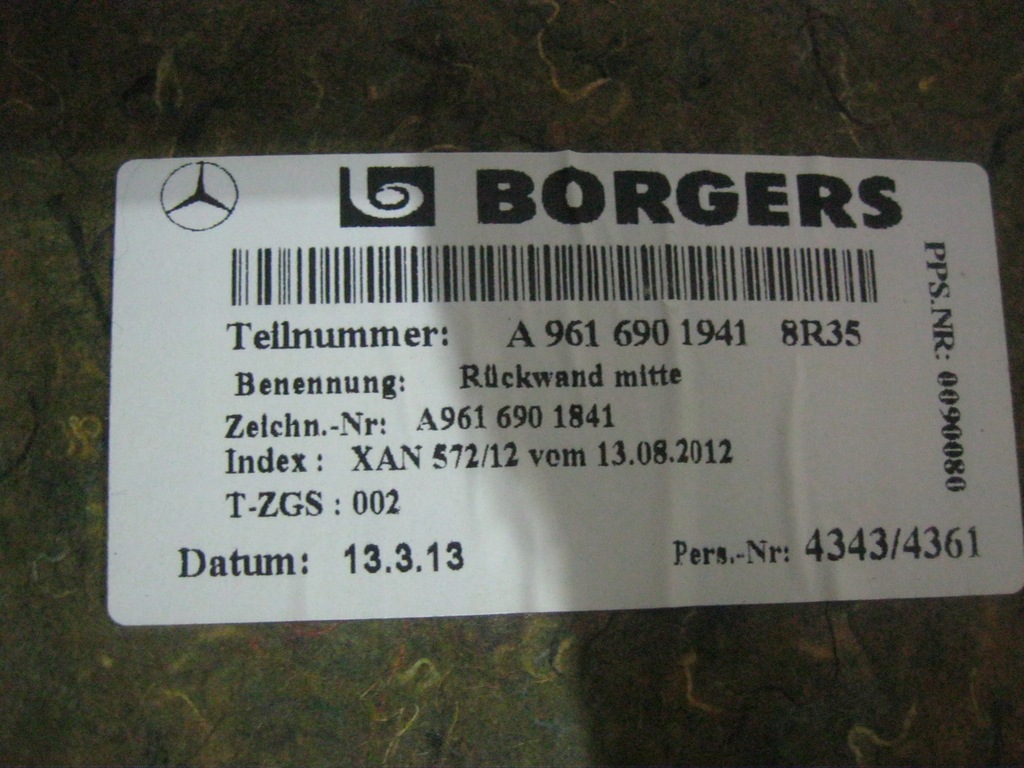 BORGERS
Teilnummer: A 961 690 1941 8R35
Benennung: Rückwand mitte
Zeichn.-Nr: A961 690 1841
Index : XAN 572/12 vom 13.08.2012
T-ZGS : 002
Datum: 13.3.13
Pers.-Nr: 4343/4361
PPS.NR: 0090080